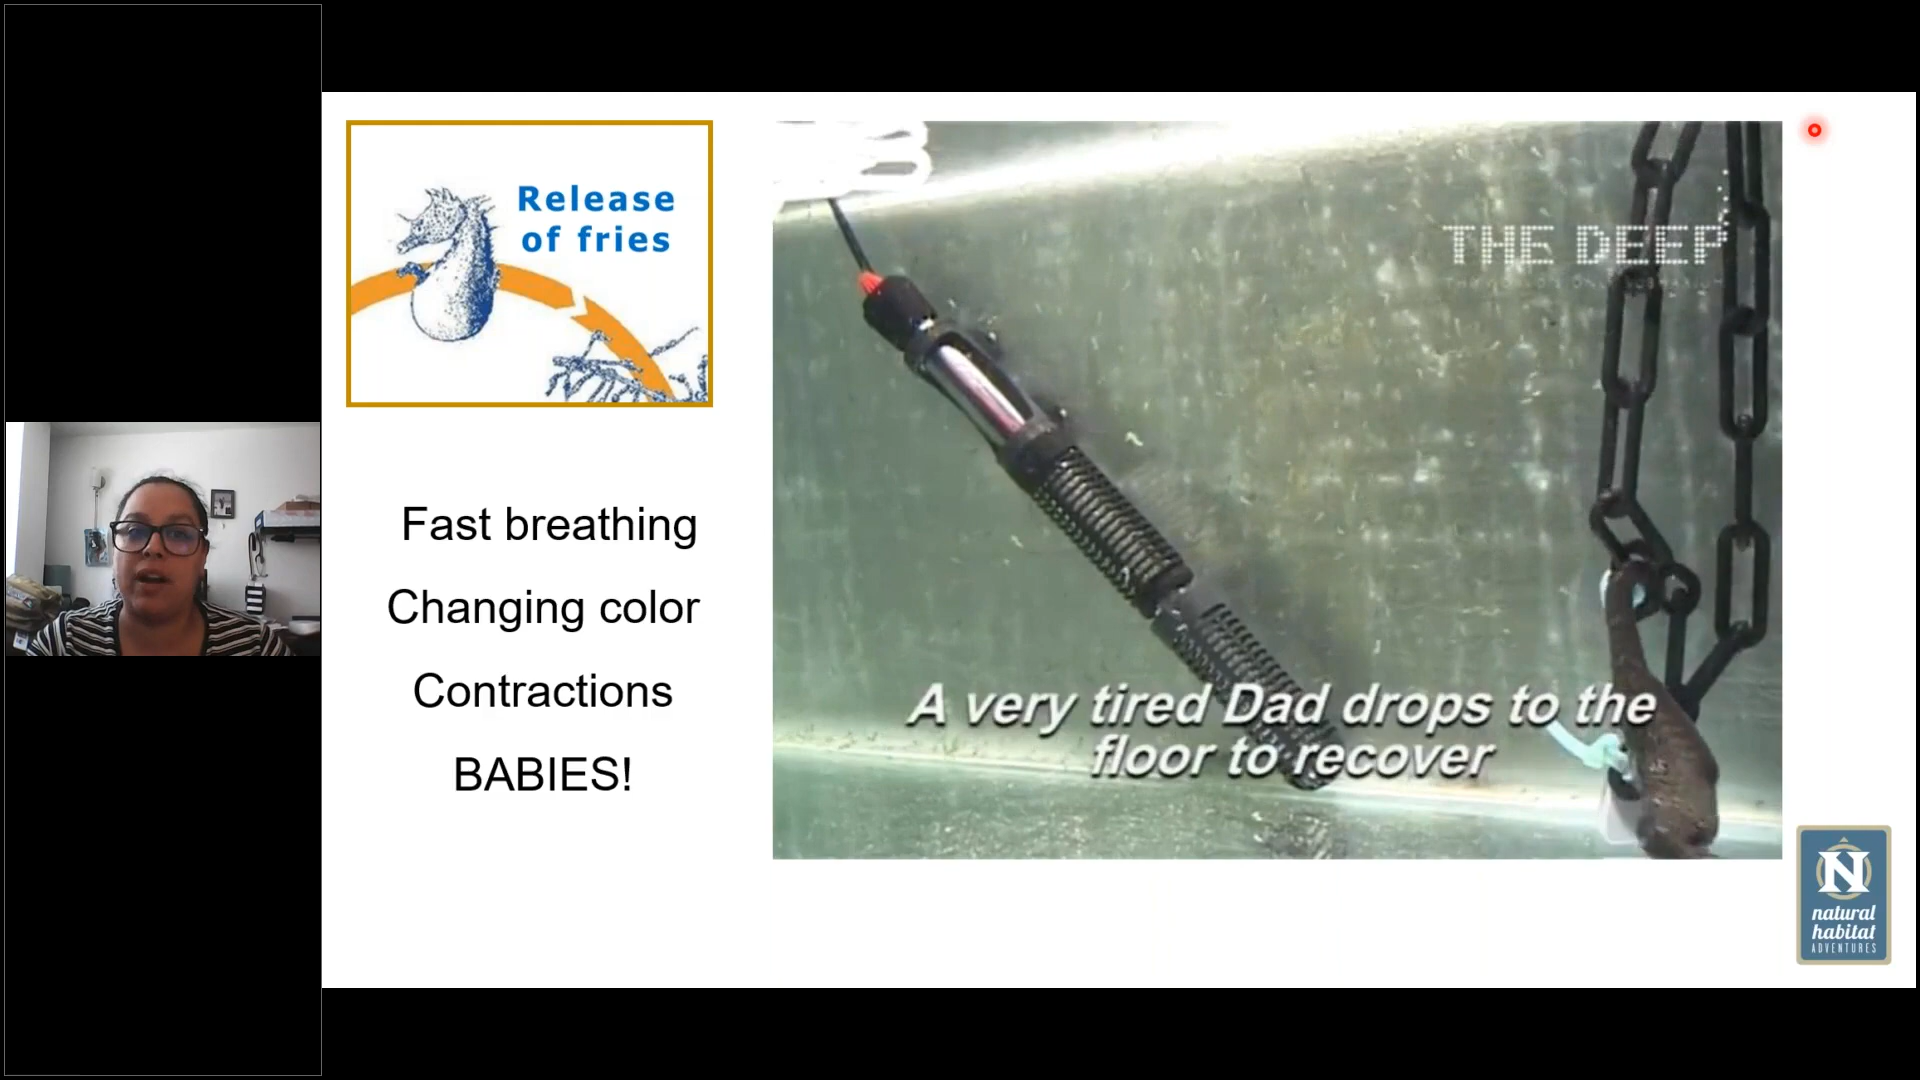 Release
of fries
Fast breathing
Changing color
Contractions
BABIES!
THE DEEP
A very tired Dad drops to the
floor to recover
N
natural
habitat
ADVENTURES